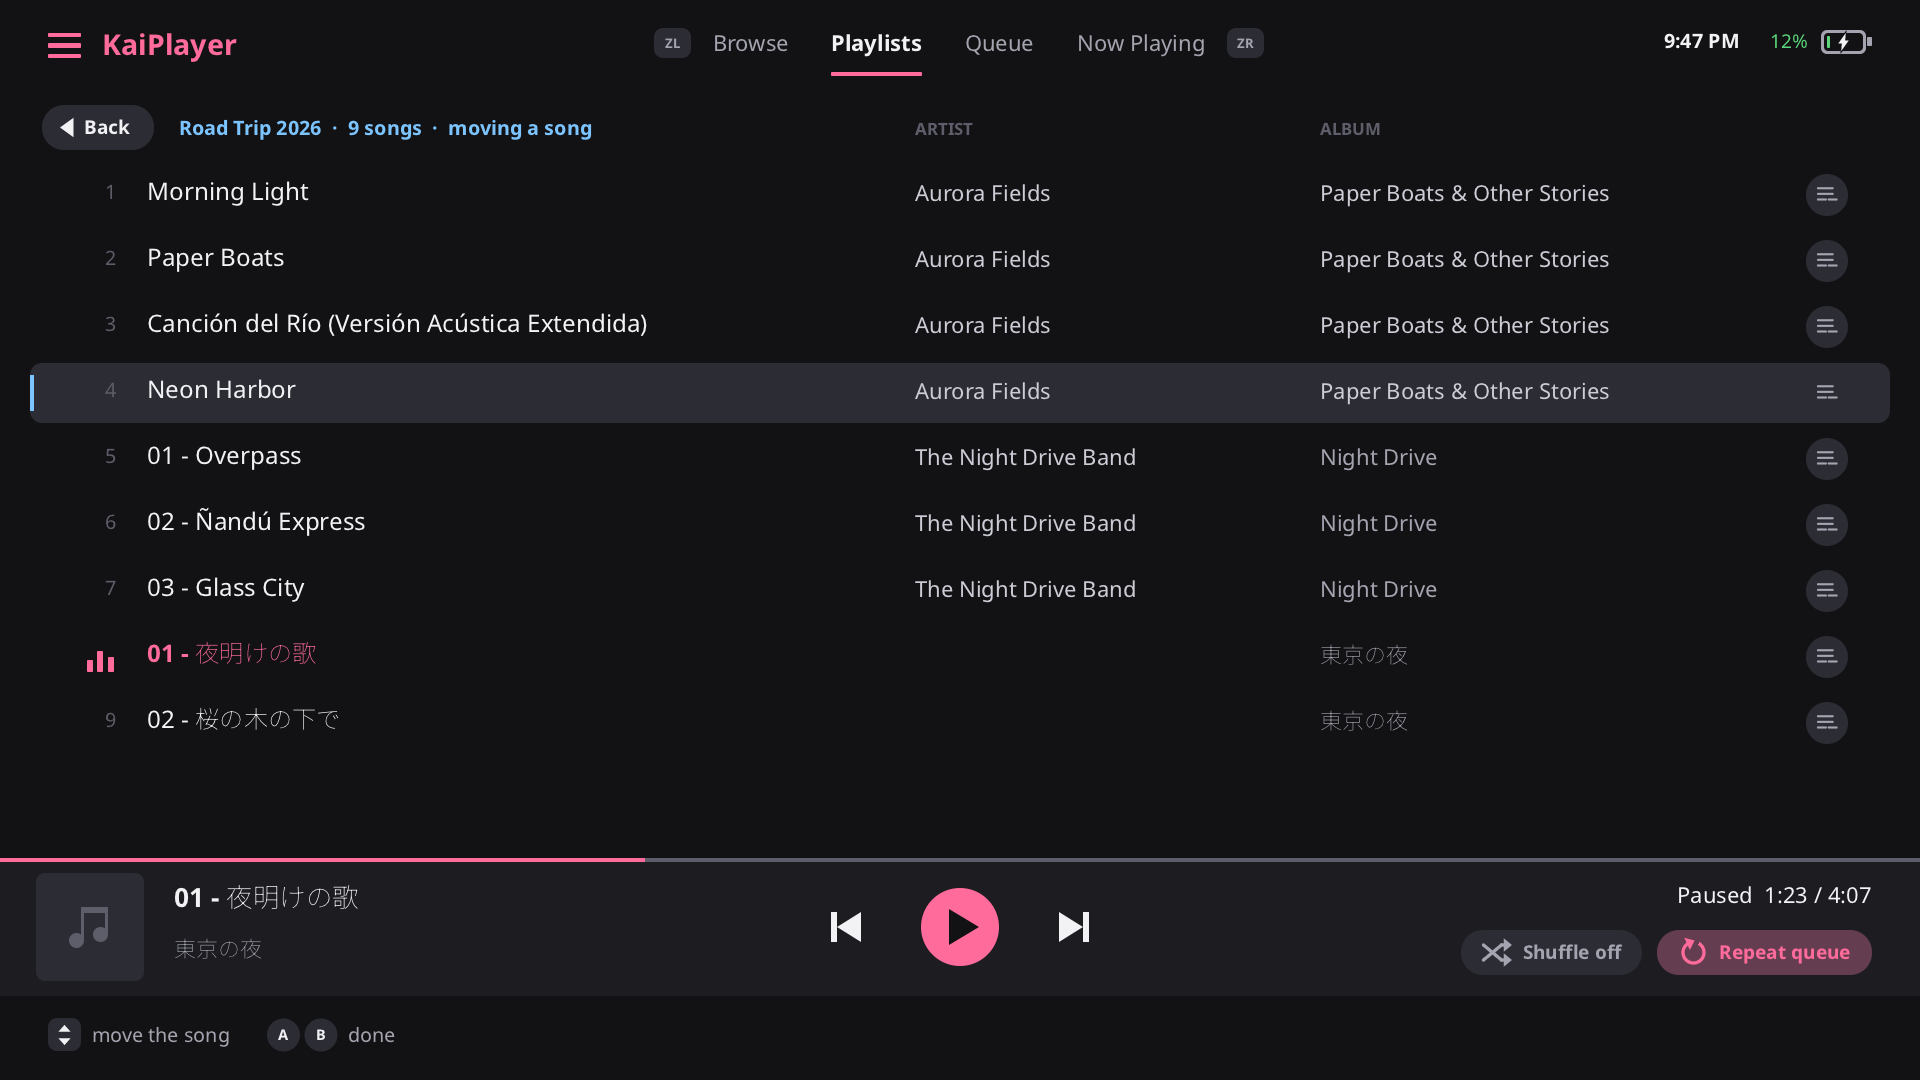 KaiPlayer
ZL Browse Playlists Queue Now Playing ZR
9:47 PM 12%
Back Road Trip 2026 · 9 songs · moving a song ARTIST ALBUM
1 Morning Light Aurora Fields Paper Boats & Other Stories
2 Paper Boats Aurora Fields Paper Boats & Other Stories
3 Canción del Río (Versión Acústica Extendida) Aurora Fields Paper Boats & Other Stories
4 Neon Harbor Aurora Fields Paper Boats & Other Stories
5 01 - Overpass The Night Drive Band Night Drive
6 02 - Ñandú Express The Night Drive Band Night Drive
7 03 - Glass City The Night Drive Band Night Drive
01 - 夜明けの歌 東京の夜
9 02 - 桜の木の下で 東京の夜
01 - 夜明けの歌
東京の夜
Paused 1:23 / 4:07
Shuffle off Repeat queue
move the song A B done